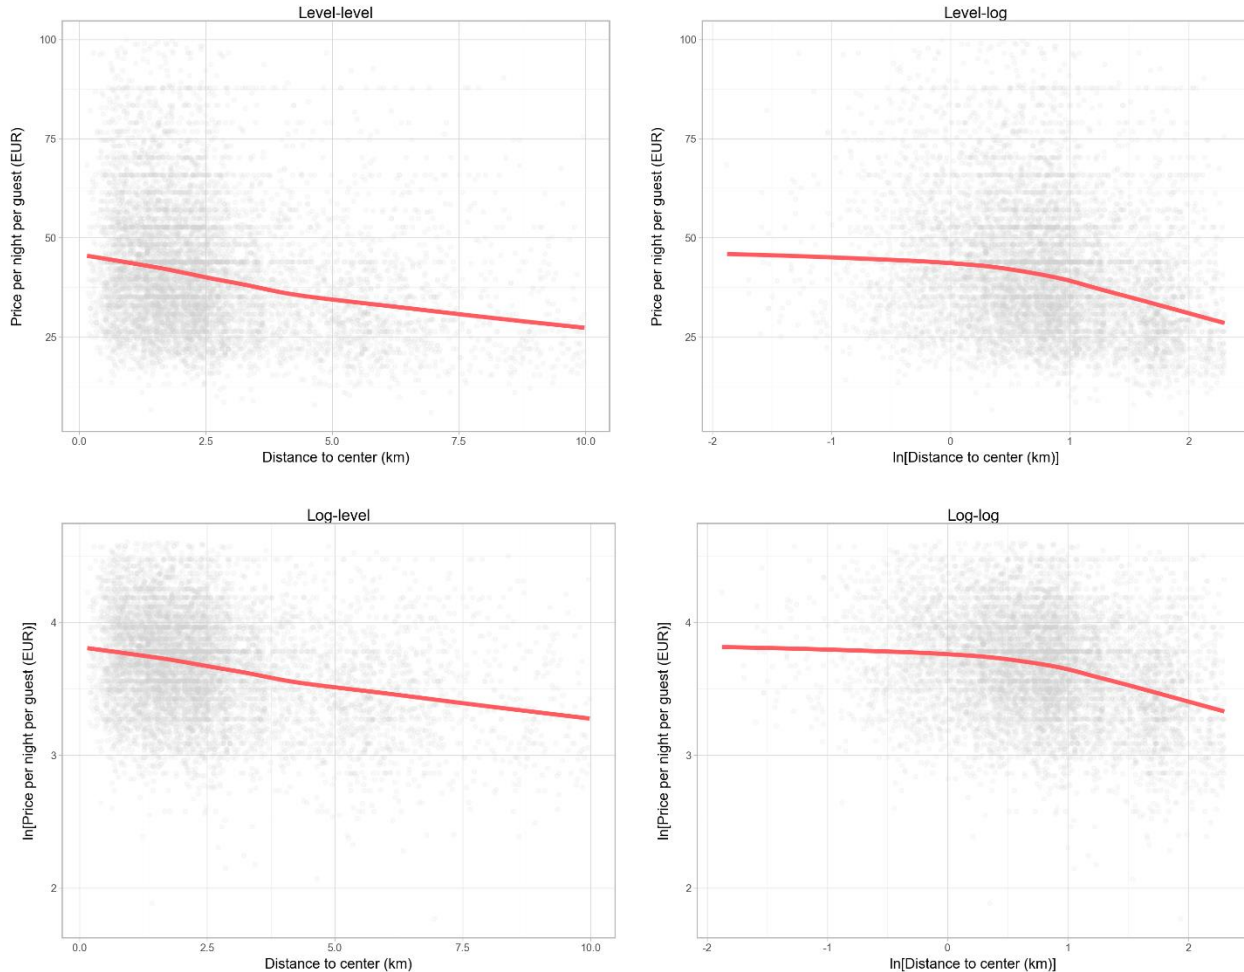 Level-level
Price per night per guest (EUR)
100
75
50
25
0.0 2.5 5.0 7.5 10.0
Distance to center (km)
Level-log
Price per night per guest (EUR)
100
75
50
25
-2 -1 0 1 2
ln[Distance to center (km)]
Log-level
ln[Price per night per guest (EUR)]
4
3
2
0.0 2.5 5.0 7.5 10.0
Distance to center (km)
Log-log
ln[Price per night per guest (EUR)]
4
3
2
-2 -1 0 1 2
ln[Distance to center (km)]